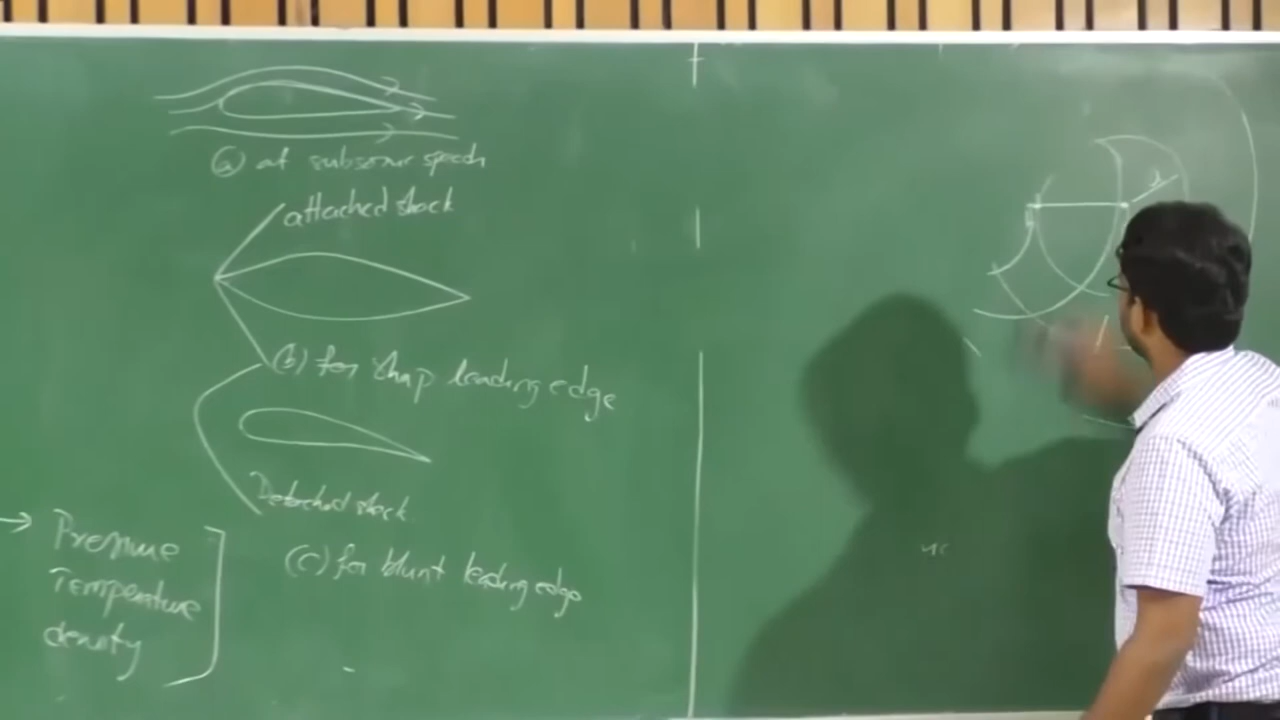 (a) at subsonic speeds
attached shock
(b) for sharp leading edge
Detached shock
(c) for blunt leading edge
→ Pressure
Temperature
density